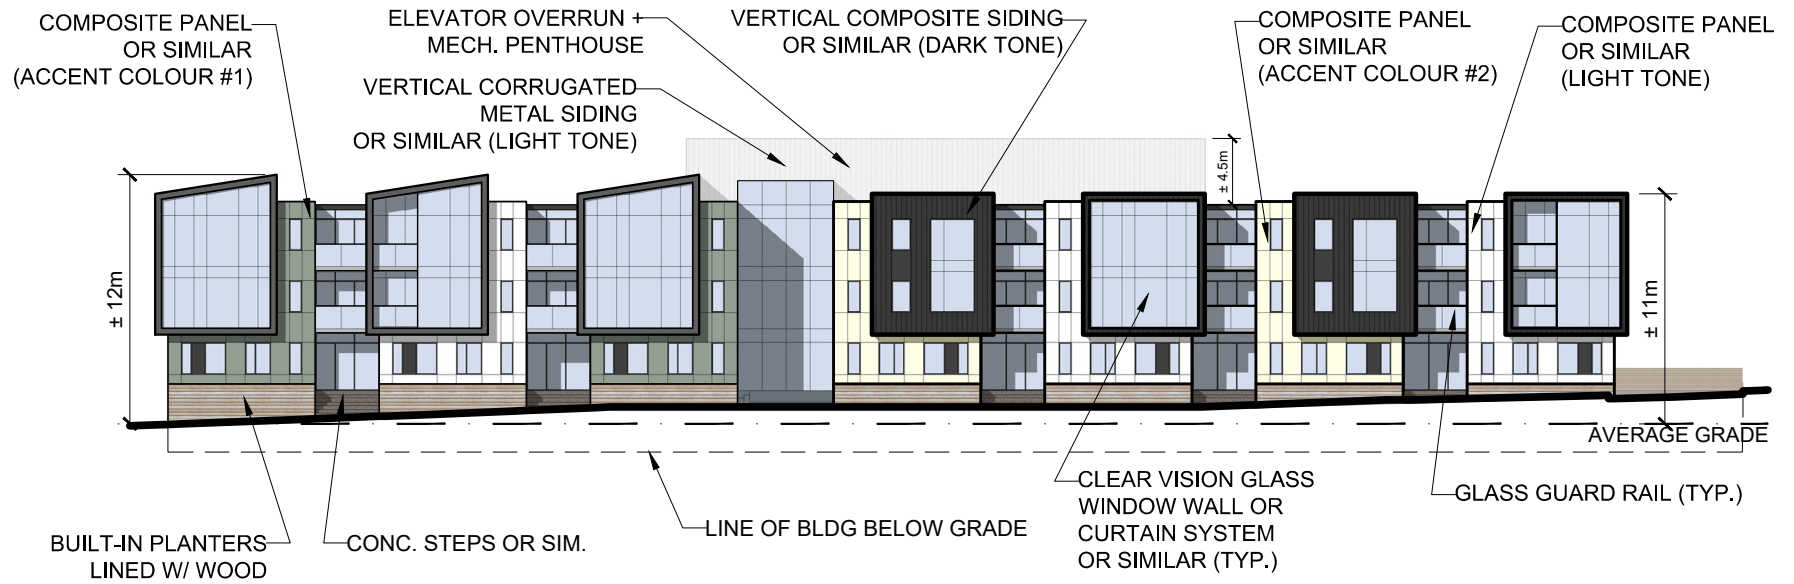 COMPOSITE PANEL
OR SIMILAR
(ACCENT COLOUR #1)
ELEVATOR OVERRUN +
MECH. PENTHOUSE
VERTICAL CORRUGATED
METAL SIDING
OR SIMILAR (LIGHT TONE)
VERTICAL COMPOSITE SIDING
OR SIMILAR (DARK TONE)
COMPOSITE PANEL
OR SIMILAR
(ACCENT COLOUR #2)
COMPOSITE PANEL
OR SIMILAR
(LIGHT TONE)
± 4.5m
± 12m
± 11m
AVERAGE GRADE
BUILT-IN PLANTERS
LINED W/ WOOD
CONC. STEPS OR SIM.
LINE OF BLDG BELOW GRADE
CLEAR VISION GLASS
WINDOW WALL OR
CURTAIN SYSTEM
OR SIMILAR (TYP.)
GLASS GUARD RAIL (TYP.)